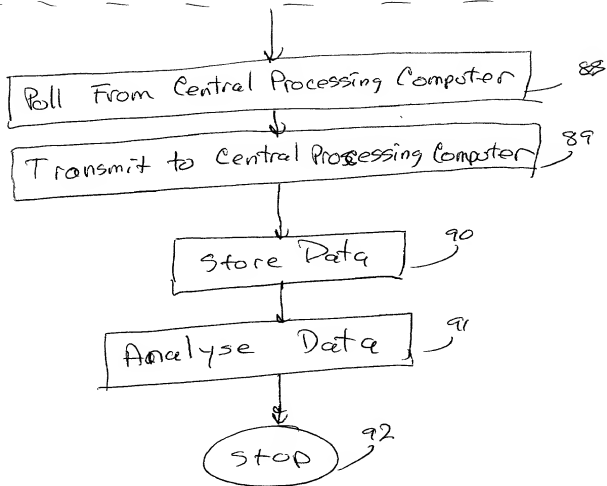 Poll From Central Processing Computer 88
Transmit to Central Processing Computer 89
Store Data 90
Analyse Data 91
Stop 92